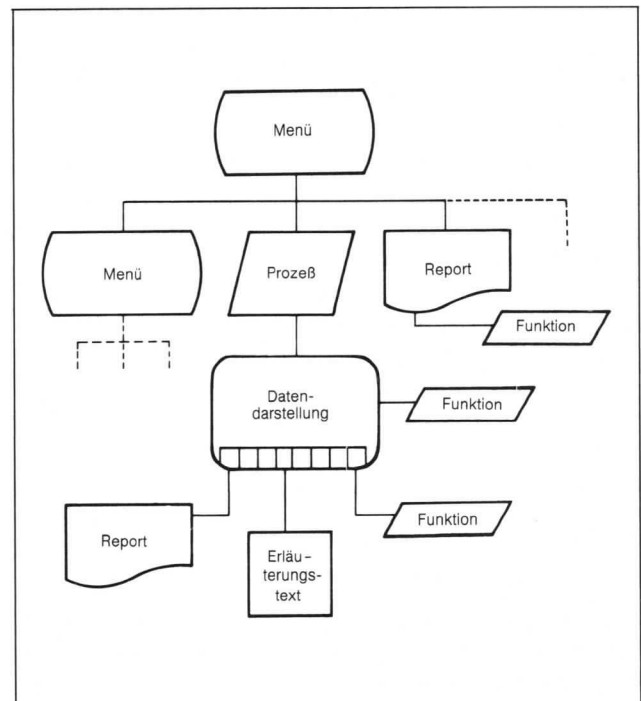 Menü
Menü
Prozeß
Report
Funktion
Daten-
darstellung
Funktion
Report
Erläu-
terungs-
text
Funktion